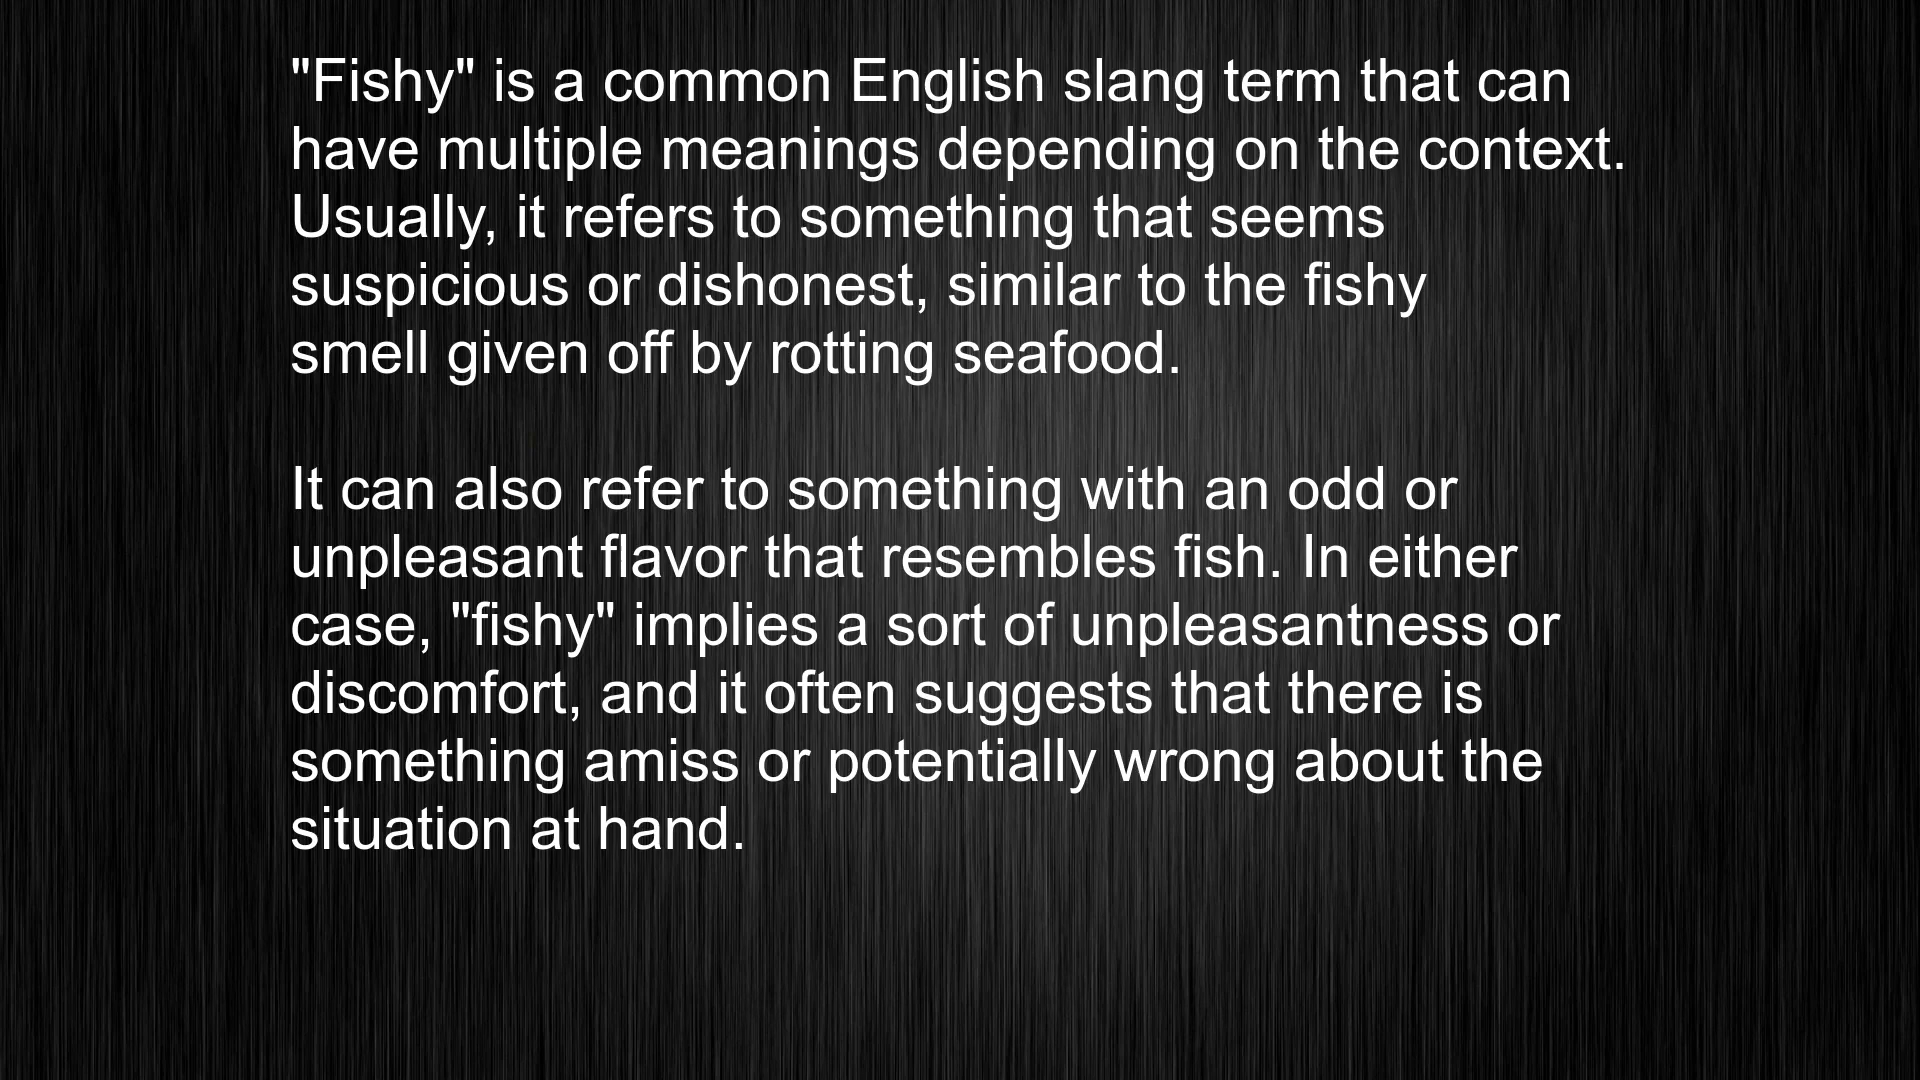 "Fishy" is a common English slang term that can
have multiple meanings depending on the context.
Usually, it refers to something that seems
suspicious or dishonest, similar to the fishy
smell given off by rotting seafood.
It can also refer to something with an odd or
unpleasant flavor that resembles fish. In either
case, "fishy" implies a sort of unpleasantness or
discomfort, and it often suggests that there is
something amiss or potentially wrong about the
situation at hand.